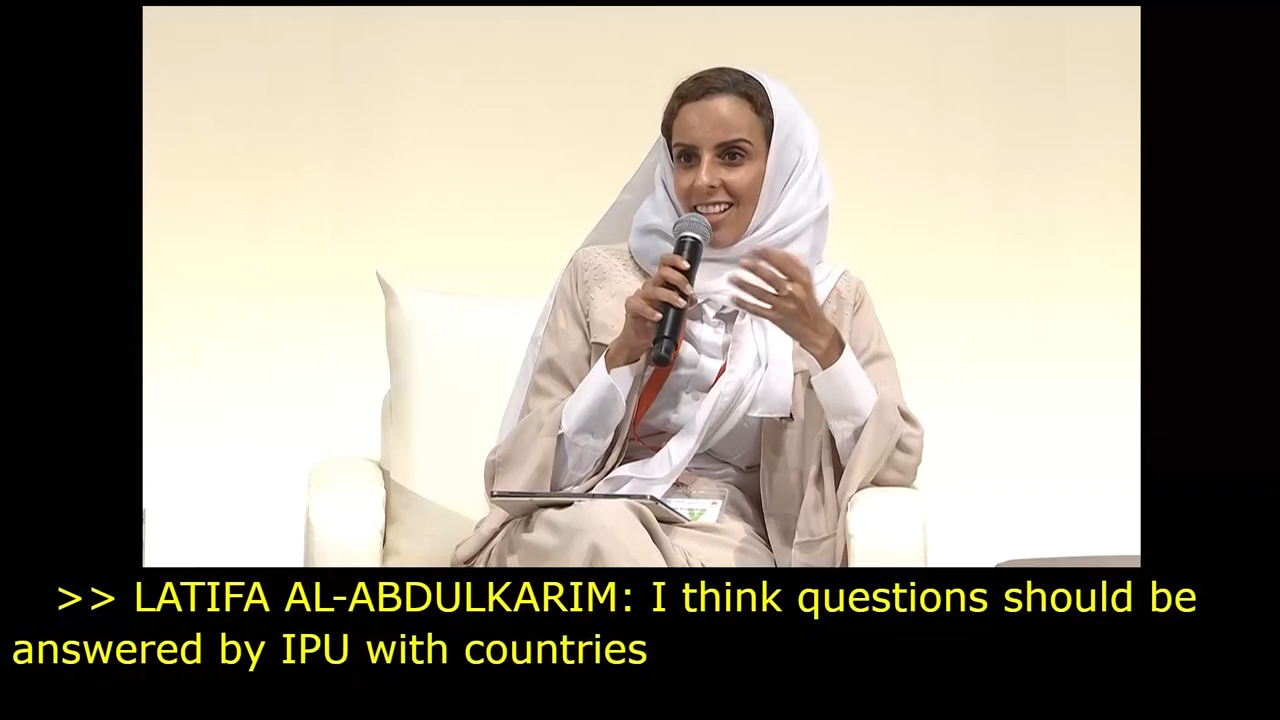 >> LATIFA AL-ABDULKARIM: I think questions should be
answered by IPU with countries